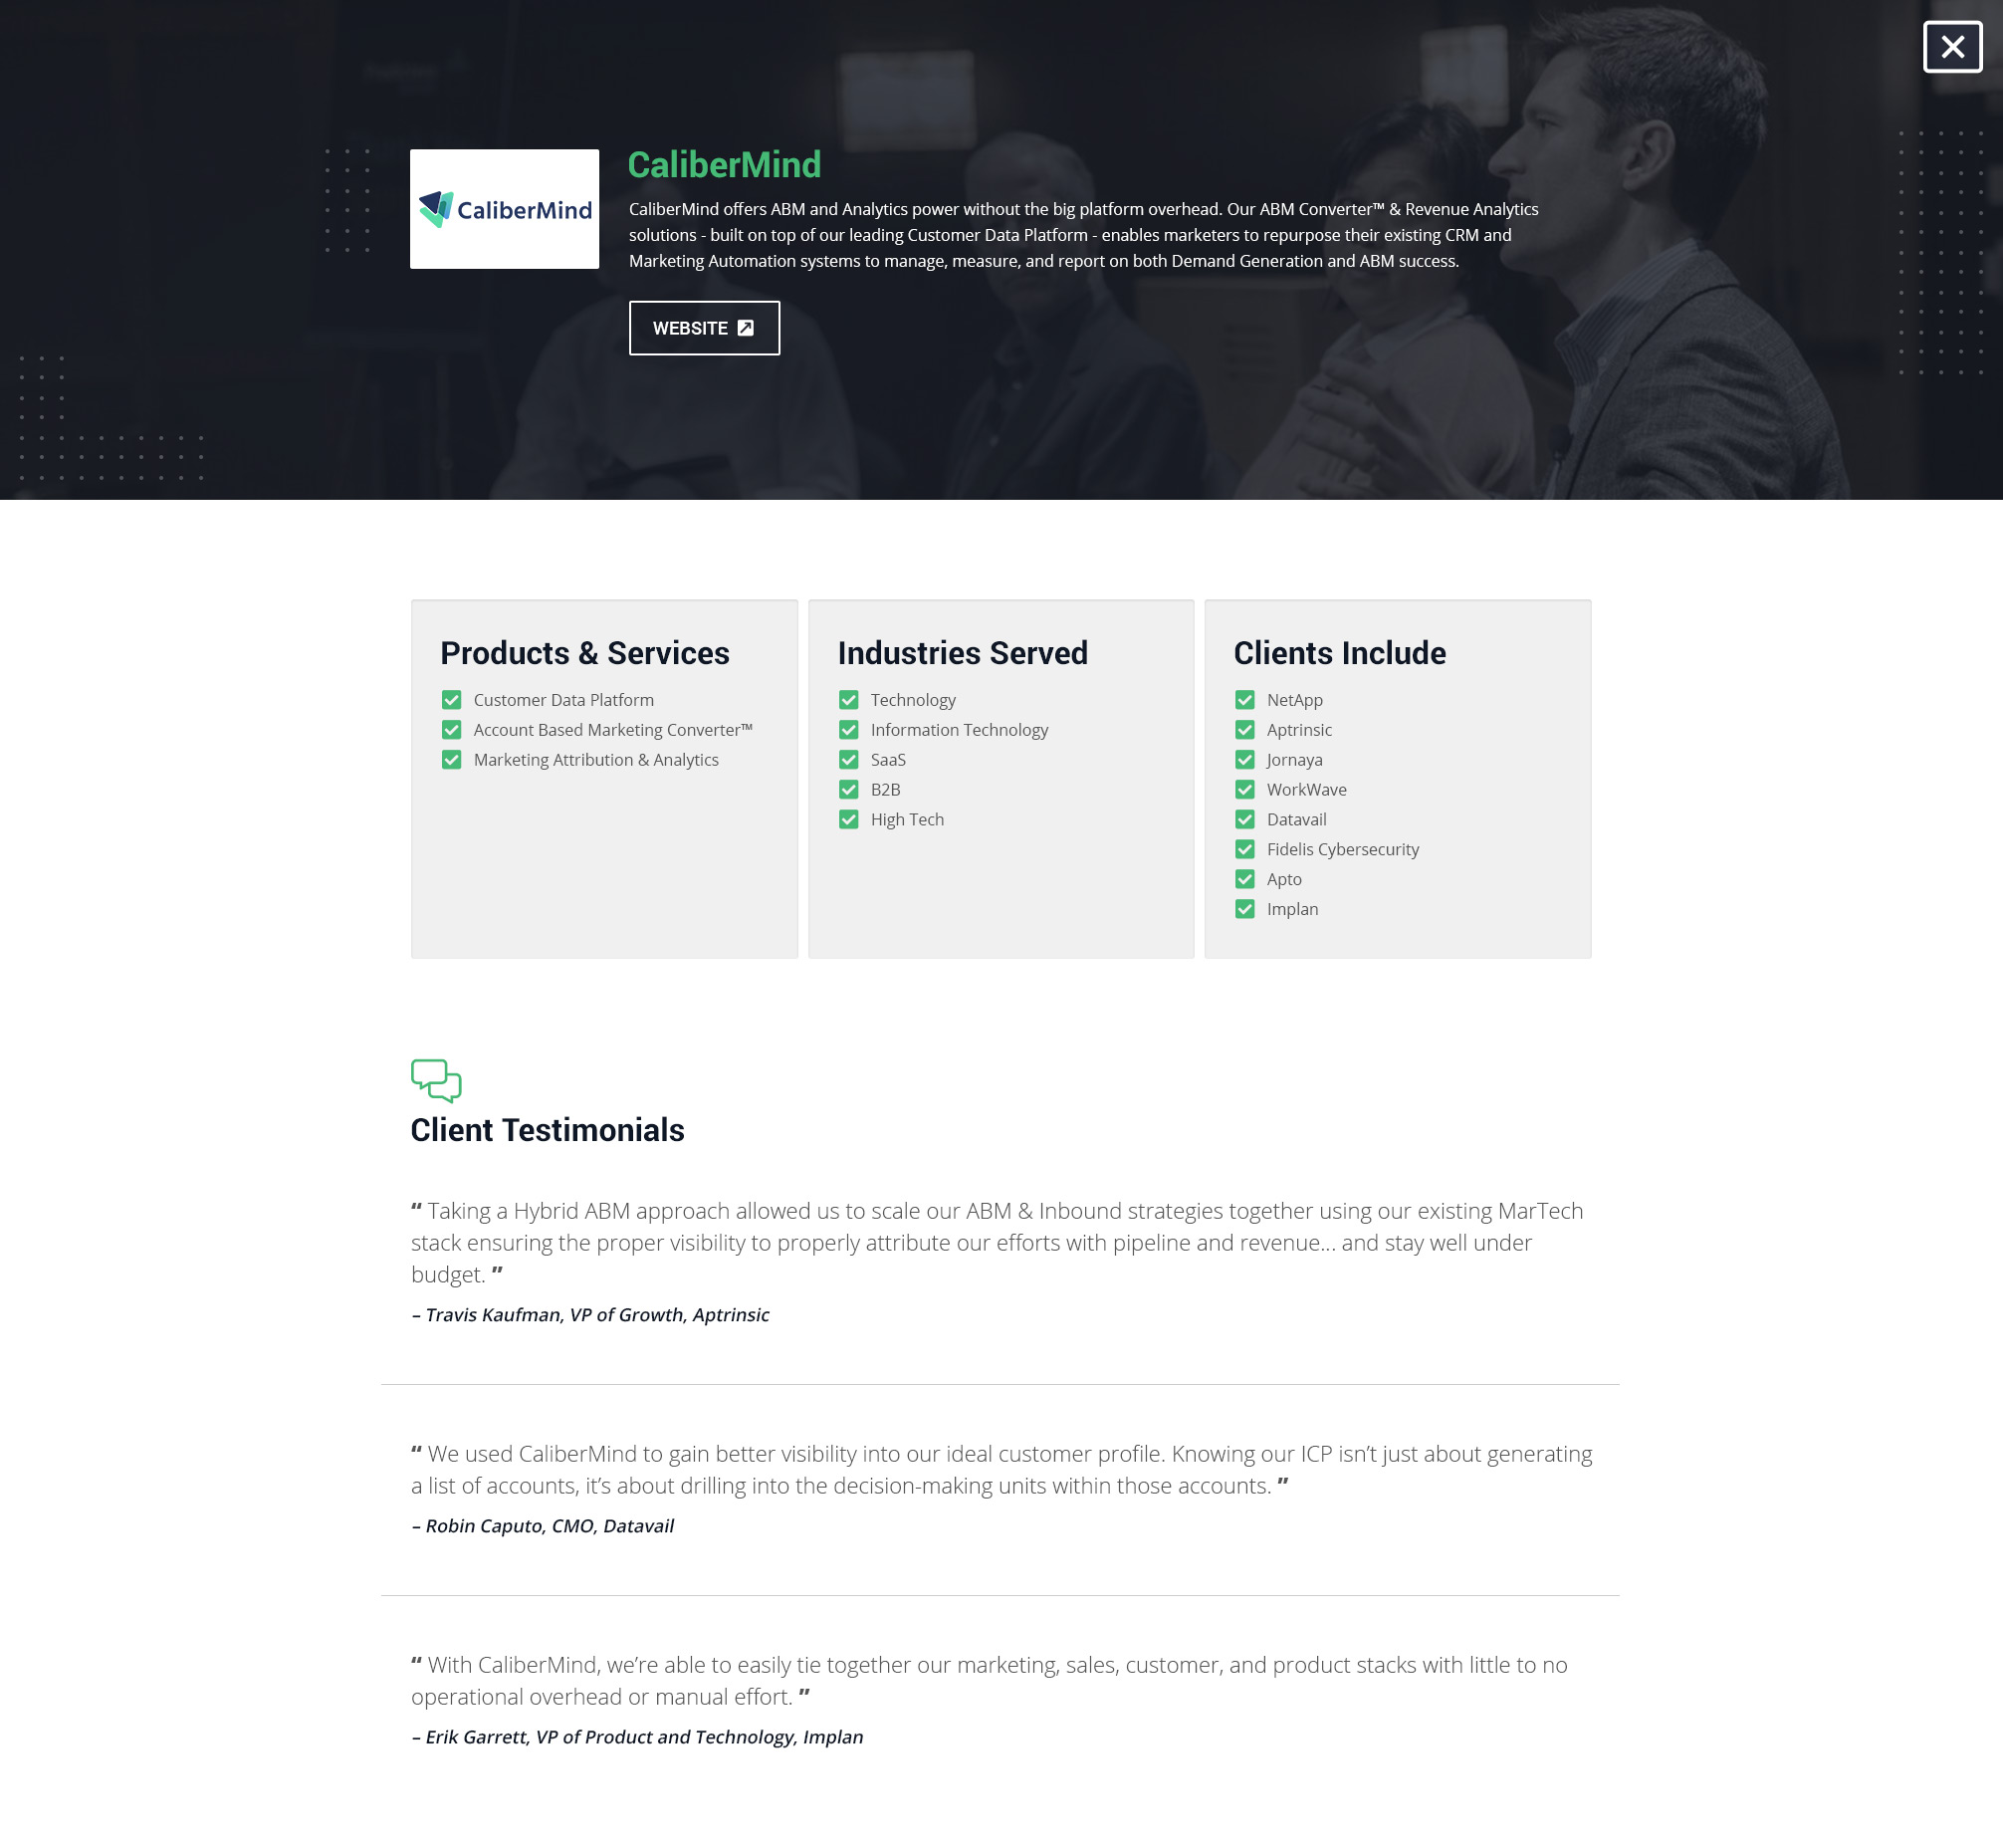 CaliberMind
CaliberMind
CaliberMind offers ABM and Analytics power without the big platform overhead. Our ABM Converter™ & Revenue Analytics
solutions - built on top of our leading Customer Data Platform - enables marketers to repurpose their existing CRM and
Marketing Automation systems to manage, measure, and report on both Demand Generation and ABM success.
WEBSITE
Products & Services
Customer Data Platform
Account Based Marketing Converter™
Marketing Attribution & Analytics
Industries Served
Technology
Information Technology
SaaS
B2B
High Tech
Clients Include
NetApp
Aptrinsic
Jornaya
WorkWave
Datavail
Fidelis Cybersecurity
Apto
Implan
Client Testimonials
“ Taking a Hybrid ABM approach allowed us to scale our ABM & Inbound strategies together using our existing MarTech
stack ensuring the proper visibility to properly attribute our efforts with pipeline and revenue... and stay well under
budget. ”
– Travis Kaufman, VP of Growth, Aptrinsic
“ We used CaliberMind to gain better visibility into our ideal customer profile. Knowing our ICP isn’t just about generating
a list of accounts, it’s about drilling into the decision-making units within those accounts. ”
– Robin Caputo, CMO, Datavail
“ With CaliberMind, we’re able to easily tie together our marketing, sales, customer, and product stacks with little to no
operational overhead or manual effort. ”
– Erik Garrett, VP of Product and Technology, Implan